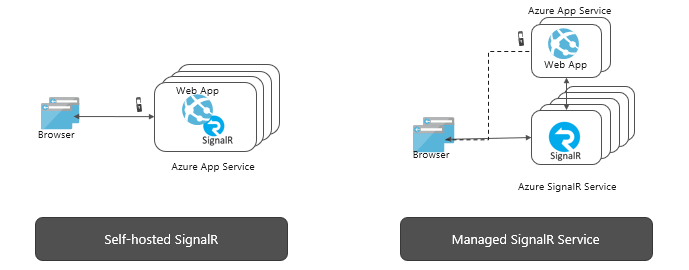 Web App
SignalR
Browser
Azure App Service
Self-hosted SignalR
Azure App Service
Web App
Browser
SignalR
Azure SignalR Service
Managed SignalR Service